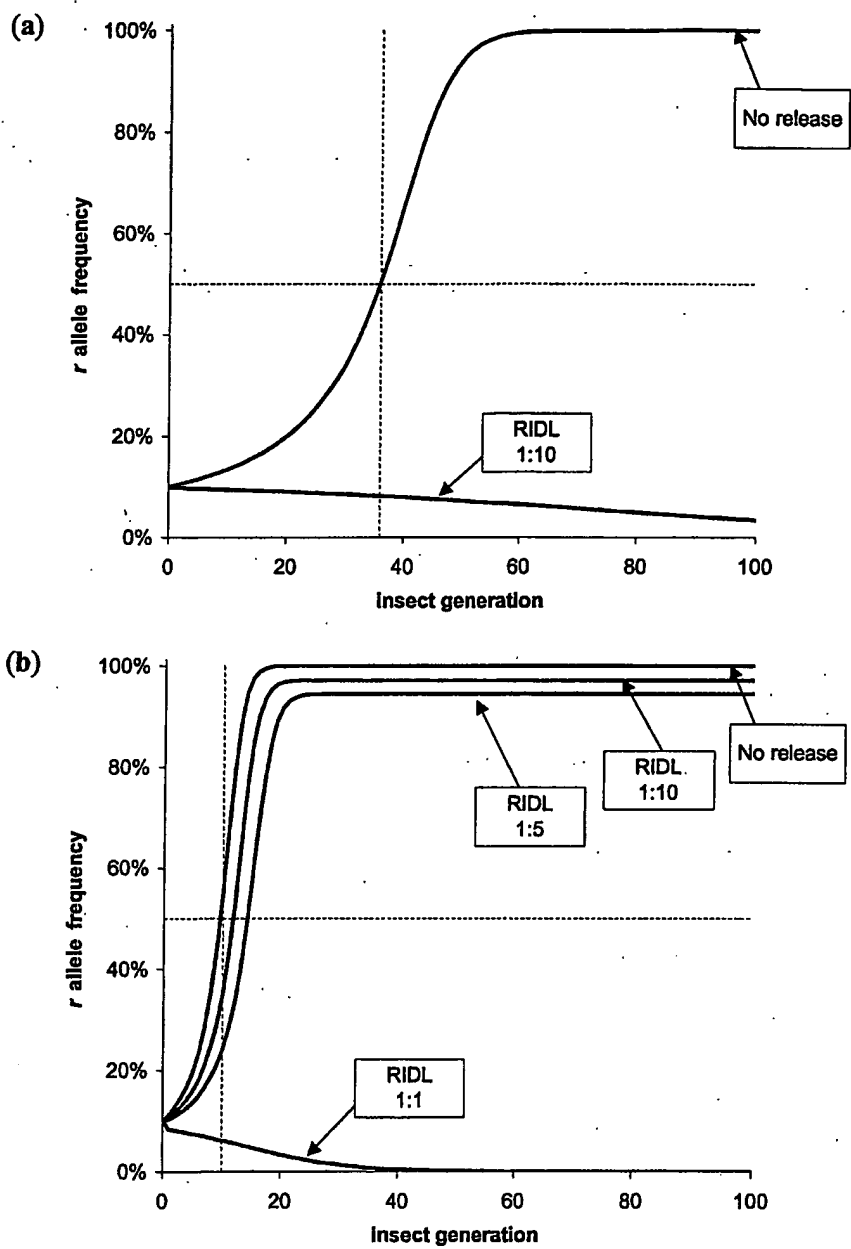 (a)
100%
80%
60%
40%
20%
0%
r allele frequency
No release
RIDL
1:10
0 20 40 60 80 100
insect generation
(b)
100%
80%
60%
40%
20%
0%
r allele frequency
No release
RIDL
1:10
RIDL
1:5
RIDL
1:1
0 20 40 60 80 100
insect generation